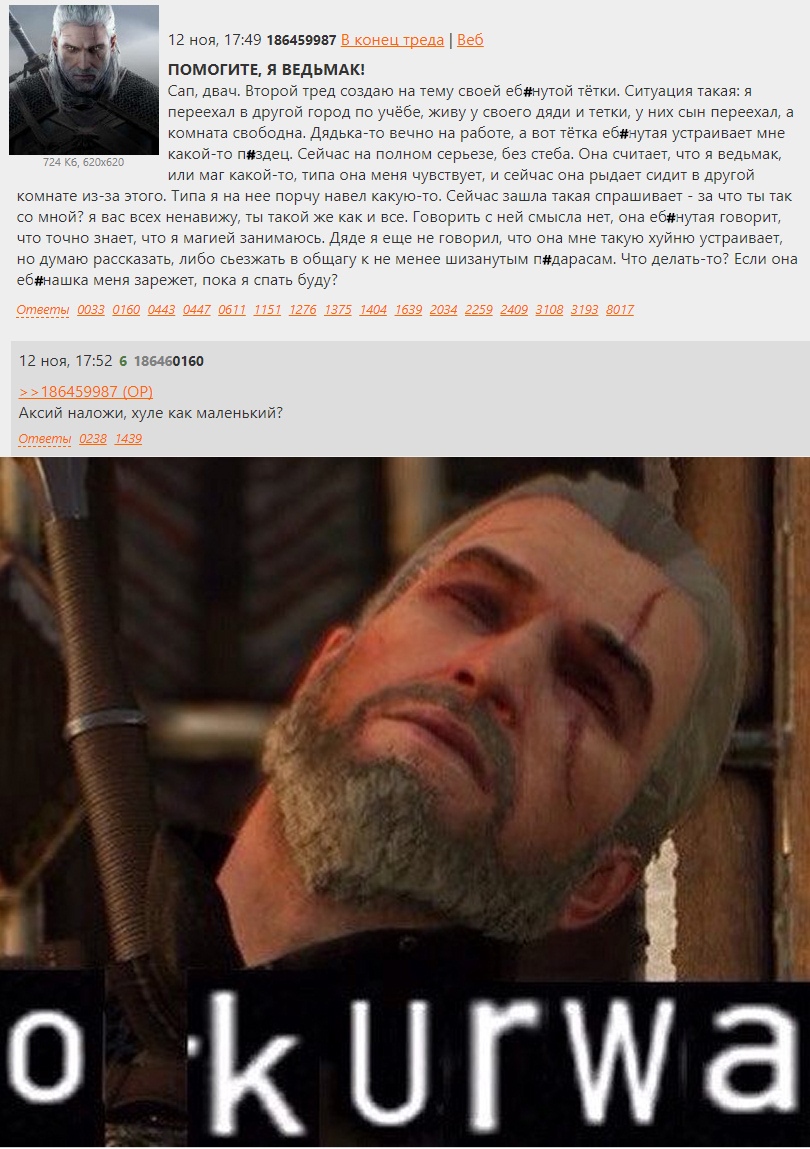 12 ноя, 17:49 186459987 В конец треда | Веб
ПОМОГИТЕ, Я ВЕДЬМАК!
Сап, двач. Второй тред создаю на тему своей еб#нутой тётки. Ситуация такая: я
переехал в другой город по учёбе, живу у своего дяди и тетки, у них сын переехал, а
комната свободна. Дядька-то вечно на работе, а вот тётка еб#нутая устраивает мне
какой-то п#здец. Сейчас на полном серьезе, без стеба. Она считает, что я ведьмак,
или маг какой-то, типа она меня чувствует, и сейчас она рыдает сидит в другой
724 Кб, 620x620
комнате из-за этого. Типа я на нее порчу навел какую-то. Сейчас зашла такая спрашивает - за что ты так
со мной? я вас всех ненавижу, ты такой же как и все. Говорить с ней смысла нет, она еб#нутая говорит,
что точно знает, что я магией занимаюсь. Дяде я еще не говорил, что она мне такую хуйню устраивает,
но думаю рассказать, либо сьезжать в общагу к не менее шизанутым п#дарасам. Что делать-то? Если она
еб#нашка меня зарежет, пока я спать буду?
Ответы 0033 0160 0443 0447 0611 1151 1276 1375 1404 1639 2034 2259 2409 3108 3193 8017
12 ноя, 17:52 6 186460160
>>186459987 (OP)
Аксий наложи, хуле как маленький?
Ответы 0238 1439
o kurwa